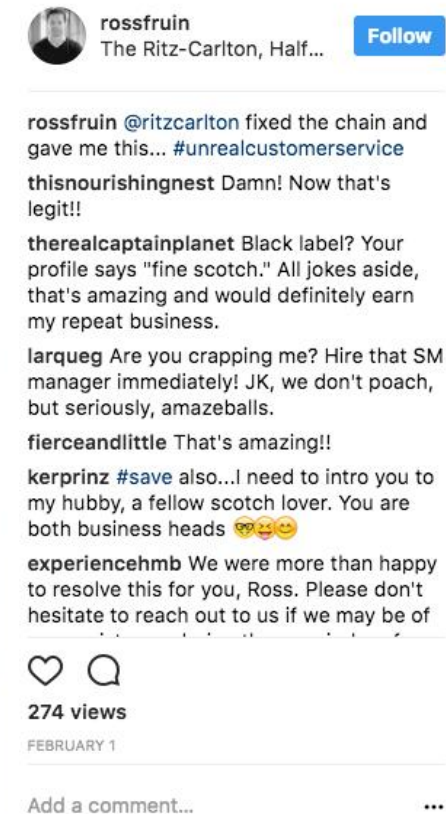 rossfruin
The Ritz-Carlton, Half...
Follow
rossfruin @ritzcarlton fixed the chain and
gave me this... #unrealcustomerservice
thisnourishingnest Damn! Now that's
legit!!
therealcaptainplanet Black label? Your
profile says "fine scotch." All jokes aside,
that's amazing and would definitely earn
my repeat business.
larqueg Are you crapping me? Hire that SM
manager immediately! JK, we don't poach,
but seriously, amazeballs.
fierceandlittle That's amazing!!
kerprinz #save also...I need to intro you to
my hubby, a fellow scotch lover. You are
both business heads 🤓😝😊
experiencehmb We were more than happy
to resolve this for you, Ross. Please don't
hesitate to reach out to us if we may be of
274 views
FEBRUARY 1
Add a comment...